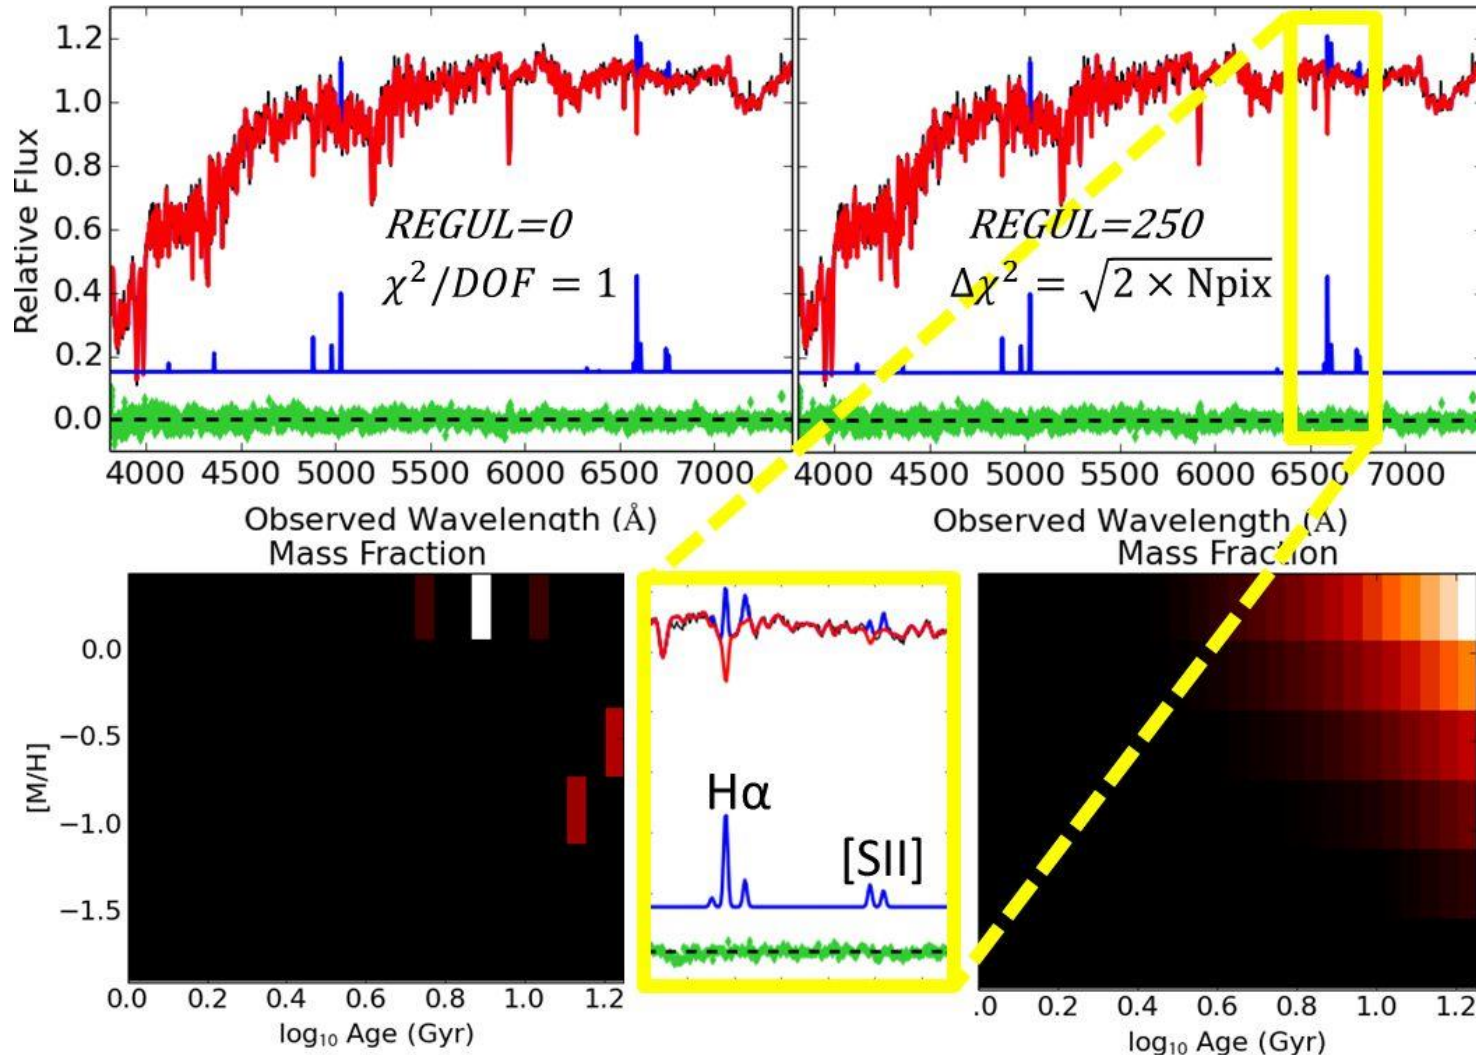 1.2
1.0
0.8
0.6
0.4
0.2
0.0
Relative Flux
REGUL=0
χ²/DOF = 1
REGUL=250
Δχ² = √2 × Npix
4000 4500 5000 5500 6000 6500 7000
4000 4500 5000 5500 6000 6500 7000
Observed Wavelength (Å)
Observed Wavelength (Å)
Mass Fraction
Mass Fraction
0.0
−0.5
−1.0
−1.5
[M/H]
Hα
[SII]
0.0 0.2 0.4 0.6 0.8 1.0 1.2
.0 0.2 0.4 0.6 0.8 1.0 1.2
log₁₀ Age (Gyr)
log₁₀ Age (Gyr)